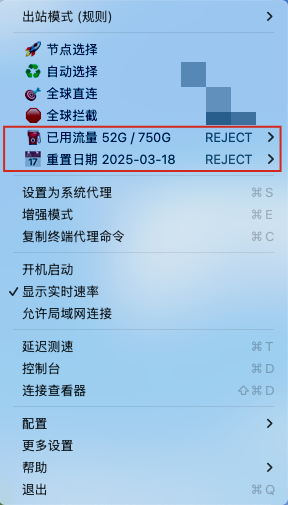 出站模式 (规则)
🚀 节点选择
♻️ 自动选择
🎯 全球直连
🛑 全球拦截
已用流量 52G / 750G REJECT
重置日期 2025-03-18 REJECT
设置为系统代理 ⌘S
增强模式 ⌘E
复制终端代理命令 ⌘C
开机启动
✓ 显示实时速率
允许局域网连接
延迟测速 ⌘T
控制台 ⌘D
连接查看器 ⇧⌘D
配置
更多设置
帮助
退出 ⌘Q